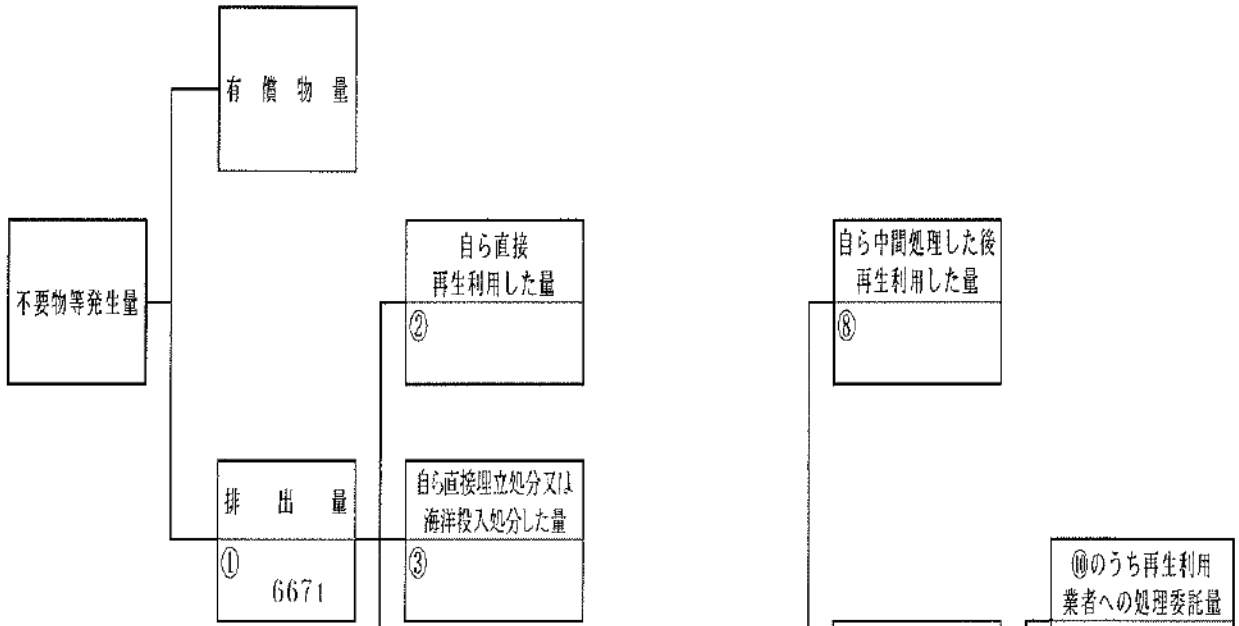 有償物量
不要物等発生量
自ら直接
再生利用した量
②
自ら中間処理した後
再生利用した量
⑧
排出量
①
667t
自ら直接埋立処分又は
海洋投入処分した量
③
⑩のうち再生利用
業者への処理委託量